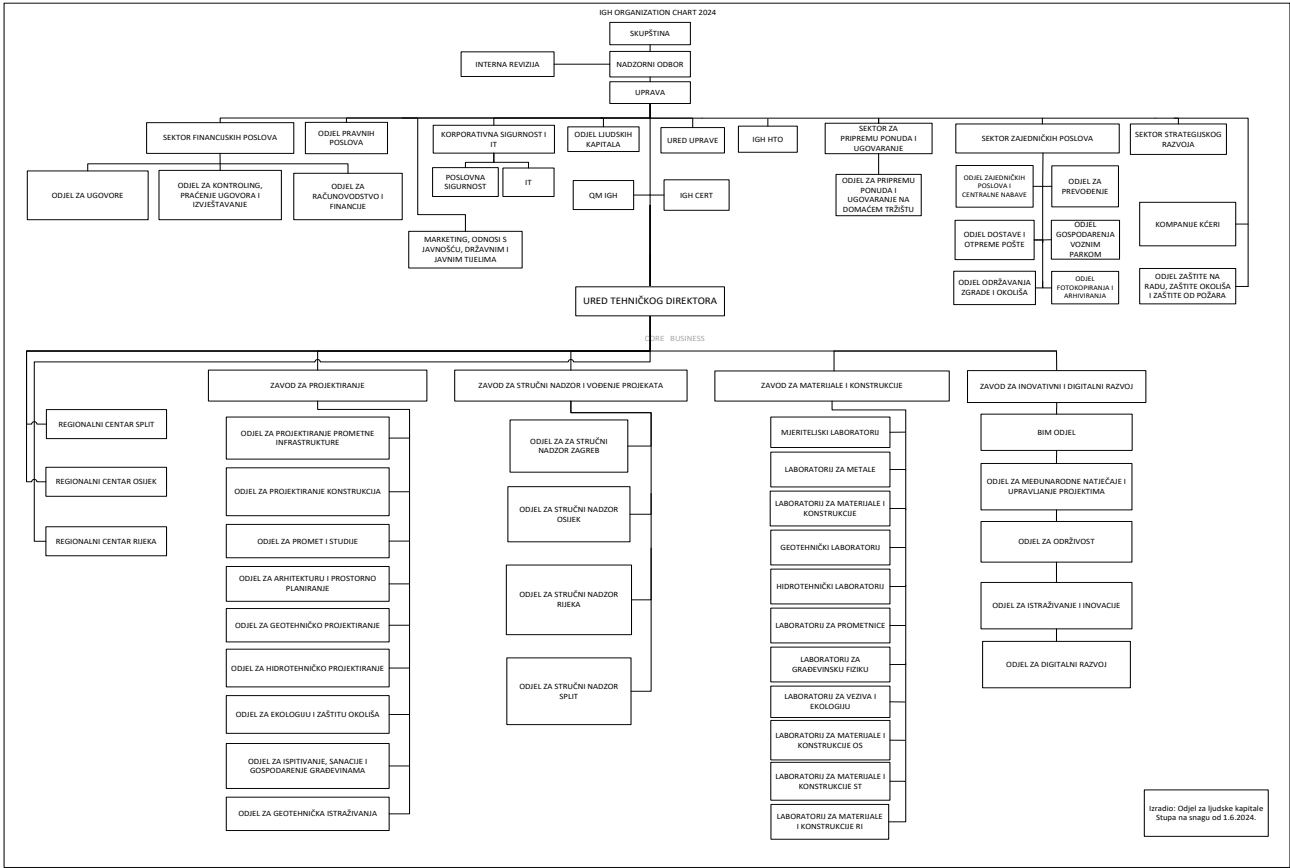 IGH ORGANIZATION CHART 2024
SKUPŠTINA
INTERNA REVIZIJA
NADZORNI ODBOR
UPRAVA
SEKTOR FINANCIJSKIH POSLOVA
ODJEL PRAVNIH
POSLOVA
KORPORATIVNA SIGURNOST I
IT
ODJEL LJUDSKIH
KAPITALA
URED UPRAVE
IGH HTO
SEKTOR ZA
PRIPREMU PONUDA I
UGOVARANJE
SEKTOR ZAJEDNIČKIH POSLOVA
SEKTOR STRATEGIJSKOG
RAZVOJA
ODJEL ZA UGOVORE
ODJEL ZA KONTROLING,
PRAĆENJE UGOVORA I
IZVJEŠTAVANJE
ODJEL ZA
RAČUNOVODSTVO I
FINANCIJE
POSLOVNA
SIGURNOST
IT
QM IGH
IGH CERT
ODJEL ZA PRIPREMU
PONUDA I
UGOVARANJE NA
DOMAĆEM TRŽIŠTU
ODJEL ZAJEDNIČKIH
POSLOVA I
CENTRALNE NABAVE
ODJEL ZA
PREVOĐENJE
MARKETING, ODNOSI S
JAVNOŠĆU, DRŽAVNIM I
JAVNIM TIJELIMA
ODJEL DOSTAVE I
OTPREME POŠTE
ODJEL
GOSPODARENJA
VOZNIM
PARKOM
KOMPANIJE KĆERI
ODJEL ODRŽAVANJA
ZGRADE I OKOLIŠA
ODJEL
FOTOKOPIRANJA I
ARHIVIRANJA
ODJEL ZAŠTITE NA
RADU, ZAŠTITE OKOLIŠA
I ZAŠTITE OD POŽARA
URED TEHNIČKOG DIREKTORA
CORE BUSINESS
REGIONALNI CENTAR SPLIT
REGIONALNI CENTAR OSIJEK
REGIONALNI CENTAR RIJEKA
ZAVOD ZA PROJEKTIRANJE
ODJEL ZA PROJEKTIRANJE PROMETNE
INFRASTRUKTURE
ODJEL ZA PROJEKTIRANJE KONSTRUKCIJA
ODJEL ZA PROMET I STUDIJE
ODJEL ZA ARHITEKTURU I PROSTORNO
PLANIRANJE
ODJEL ZA GEOTEHNIČKO PROJEKTIRANJE
ODJEL ZA HIDROTEHNIČKO PROJEKTIRANJE
ODJEL ZA EKOLOGIJU I ZAŠTITU OKOLIŠA
ODJEL ZA ISPITIVANJE, SANACIJE I
GOSPODARENJE GRAĐEVINAMA
ODJEL ZA GEOTEHNIČKA ISTRAŽIVANJA
ZAVOD ZA STRUČNI NADZOR I VOĐENJE PROJEKATA
ODJEL ZA ZA STRUČNI
NADZOR ZAGREB
ODJEL ZA STRUČNI NADZOR
OSIJEK
ODJEL ZA STRUČNI NADZOR
RIJEKA
ODJEL ZA STRUČNI NADZOR
SPLIT
ZAVOD ZA MATERIJALE I KONSTRUKCIJE
MJERITELJSKI LABORATORIJ
LABORATORIJ ZA METALE
LABORATORIJ ZA MATERIJALE I
KONSTRUKCIJE
GEOTEHNIČKI LABORATORIJ
HIDROTEHNIČKI LABORATORIJ
LABORATORIJ ZA PROMETNICE
LABORATORIJ ZA
GRAĐEVINSKU FIZIKU
LABORATORIJ ZA VEZIVA I
EKOLOGIJU
LABORATORIJ ZA MATERIJALE I
KONSTRUKCIJE OS
LABORATORIJ ZA MATERIJALE I
KONSTRUKCIJE ST
LABORATORIJ ZA MATERIJALE
I KONSTRUKCIJE RI
ZAVOD ZA INOVATIVNI I DIGITALNI RAZVOJ
BIM ODJEL
ODJEL ZA MEĐUNARODNE NATJEČAJE I
UPRAVLJANJE PROJEKTIMA
ODJEL ZA ODRŽIVOST
ODJEL ZA ISTRAŽIVANJE I INOVACIJE
ODJEL ZA DIGITALNI RAZVOJ
Izradio: Odjel za ljudske kapitale
Stupa na snagu od 1.6.2024.